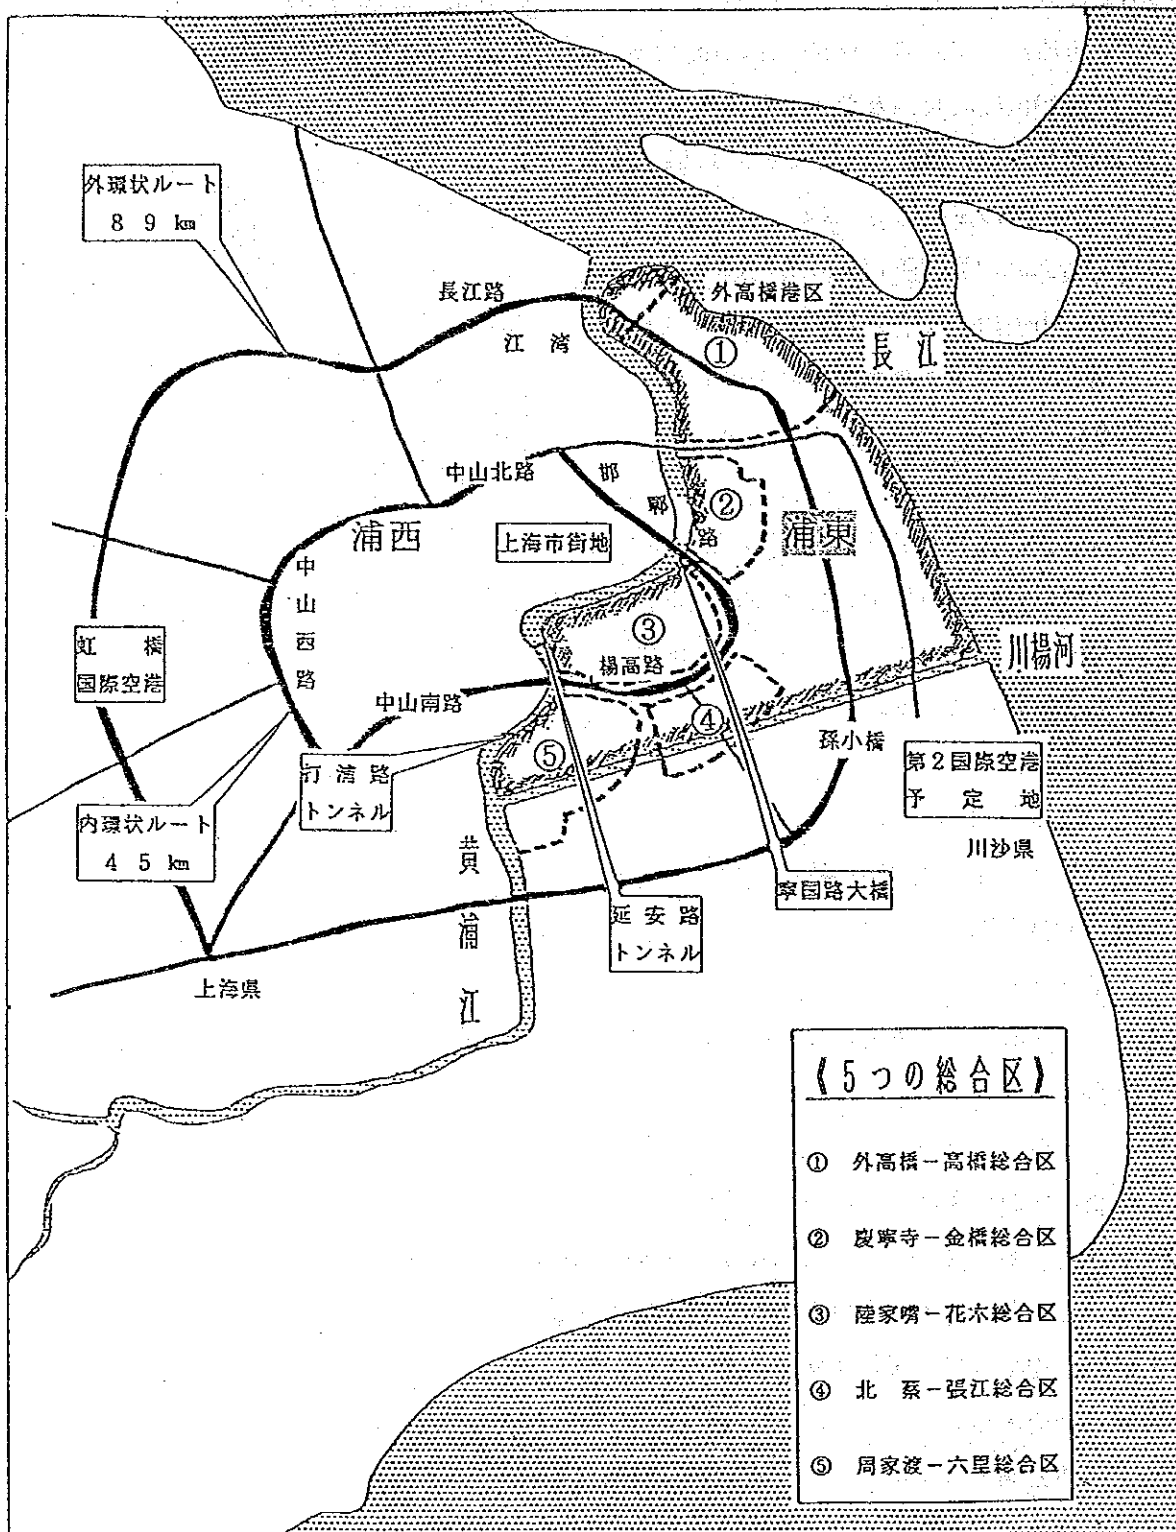 外環状ルート
89km
長江路
外高橋港区
江湾
①
長江
中山北路
邯鄲路
②
浦西
上海市街地
浦東
中山西路
③
虹橋
国際空港
楊高路
川楊河
中山南路
④
⑤
孫小橋
打浦路
トンネル
第2国際空港
予定地
内環状ルート
45km
川沙県
黄浦江
寧国路大橋
延安路
トンネル
上海県
《5つの総合区》
① 外高橋-高橋総合区
② 慶寧寺-金橋総合区
③ 陸家嘴-花木総合区
④ 北蔡-張江総合区
⑤ 周家渡-六里総合区